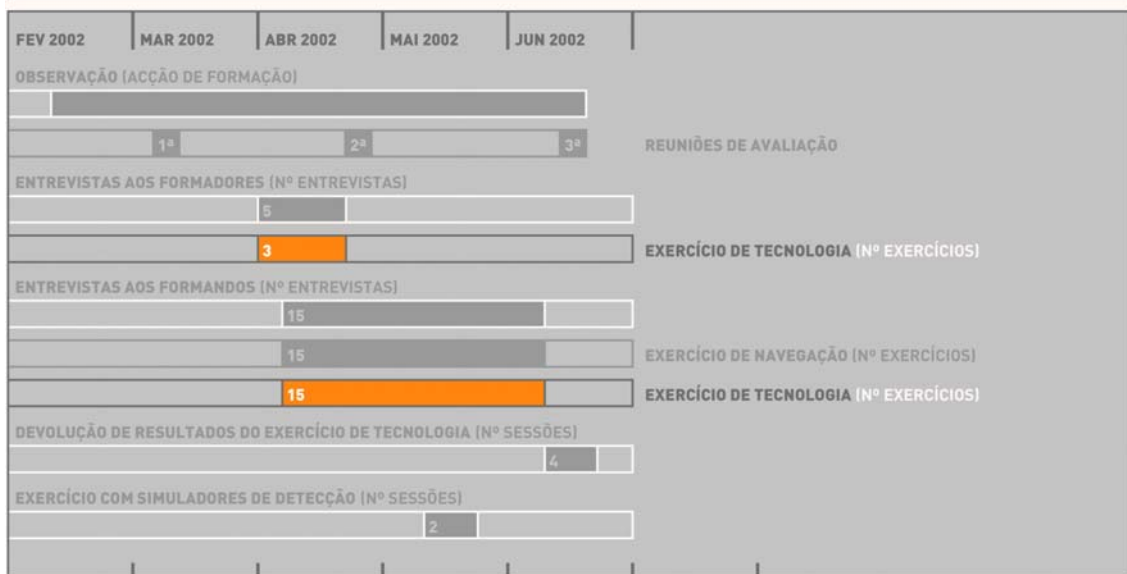 FEV 2002 MAR 2002 ABR 2002 MAI 2002 JUN 2002
OBSERVAÇÃO (ACÇÃO DE FORMAÇÃO)
1ª 2ª 3ª REUNIÕES DE AVALIAÇÃO
ENTREVISTAS AOS FORMADORES (Nº ENTREVISTAS)
5
3 EXERCÍCIO DE TECNOLOGIA (Nº EXERCÍCIOS)
ENTREVISTAS AOS FORMANDOS (Nº ENTREVISTAS)
15
15 EXERCÍCIO DE NAVEGAÇÃO (Nº EXERCÍCIOS)
15 EXERCÍCIO DE TECNOLOGIA (Nº EXERCÍCIOS)
DEVOLUÇÃO DE RESULTADOS DO EXERCÍCIO DE TECNOLOGIA (Nº SESSÕES)
4
EXERCÍCIO COM SIMULADORES DE DETECÇÃO (Nº SESSÕES)
2